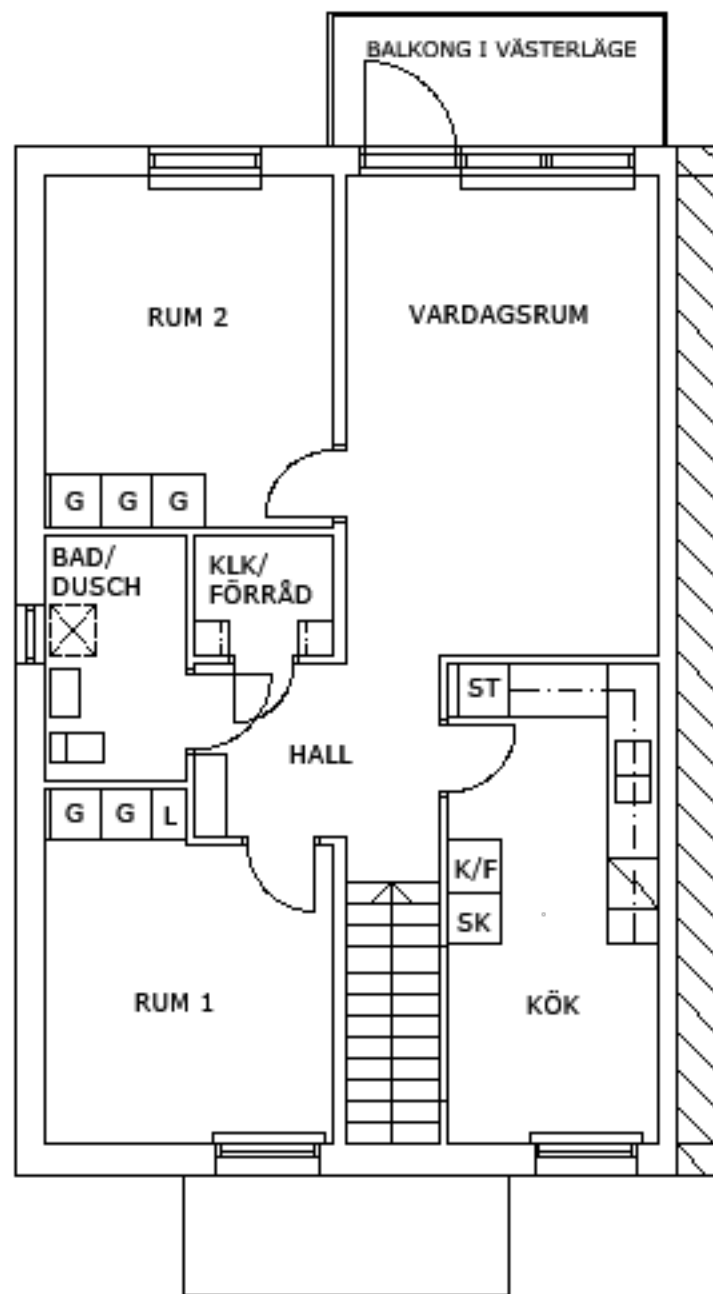 BALKONG I VÄSTERLÄGE
RUM 2
VARDAGSRUM
G G G
BAD/
DUSCH
KLK/
FÖRRÅD
ST
HALL
G G L
K/F
SK
RUM 1
KÖK